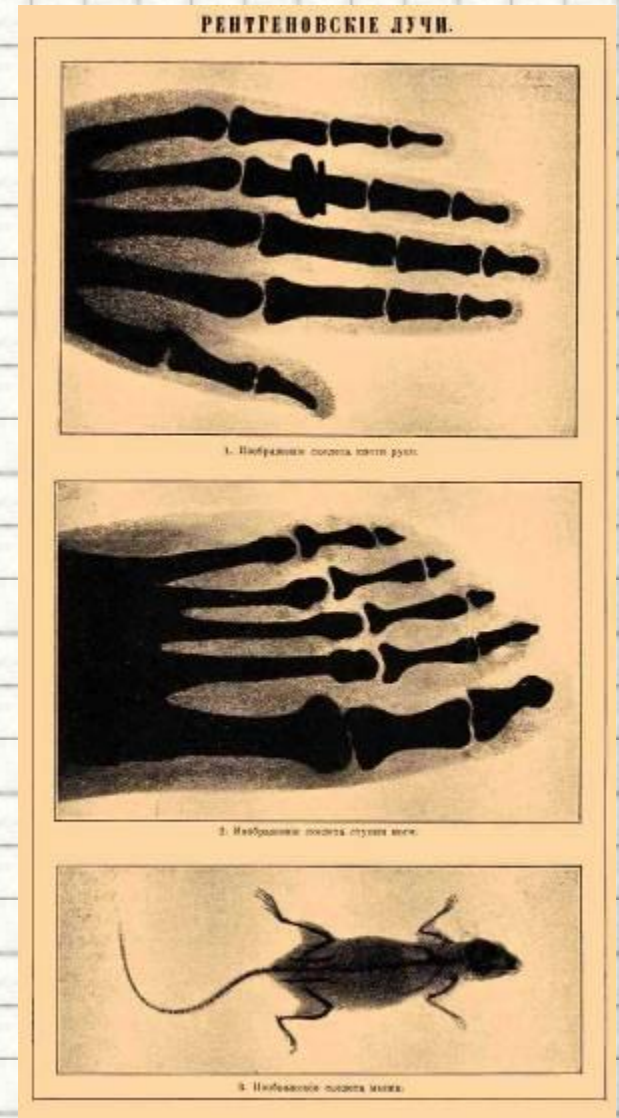 РЕНТГЕНОВСКІЕ ЛУЧИ.
1. Изображеніе скелета кисти руки.
2. Изображеніе скелета ступни ноги.
3. Изображеніе скелета мыши.